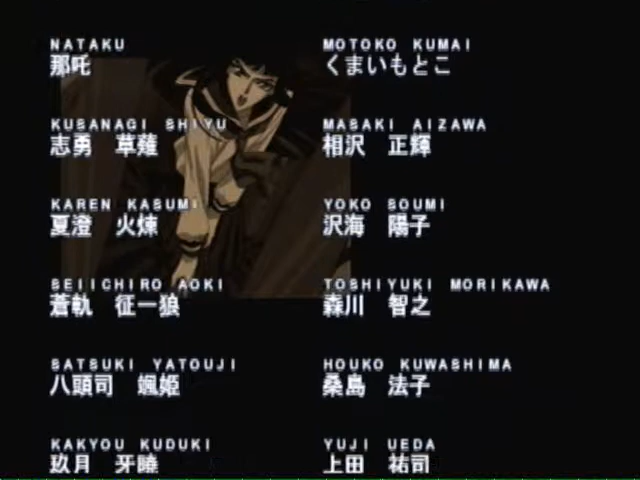 NATAKU MOTOKO KUMAI
那吒 くまいもとこ
KUSANAGI SHIYU MASAKI AIZAWA
志勇 草薙 相沢 正輝
KAREN KASUMI YOKO SOUMI
夏澄 火煉 沢海 陽子
SEIICHIRO AOKI TOSHIYUKI MORIKAWA
蒼軌 征一狼 森川 智之
SATSUKI YATOUJI HOUKO KUWASHIMA
八頭司 颯姫 桑島 法子
KAKYOU KUDUKI YUJI UEDA
玖月 牙暁 上田 祐司